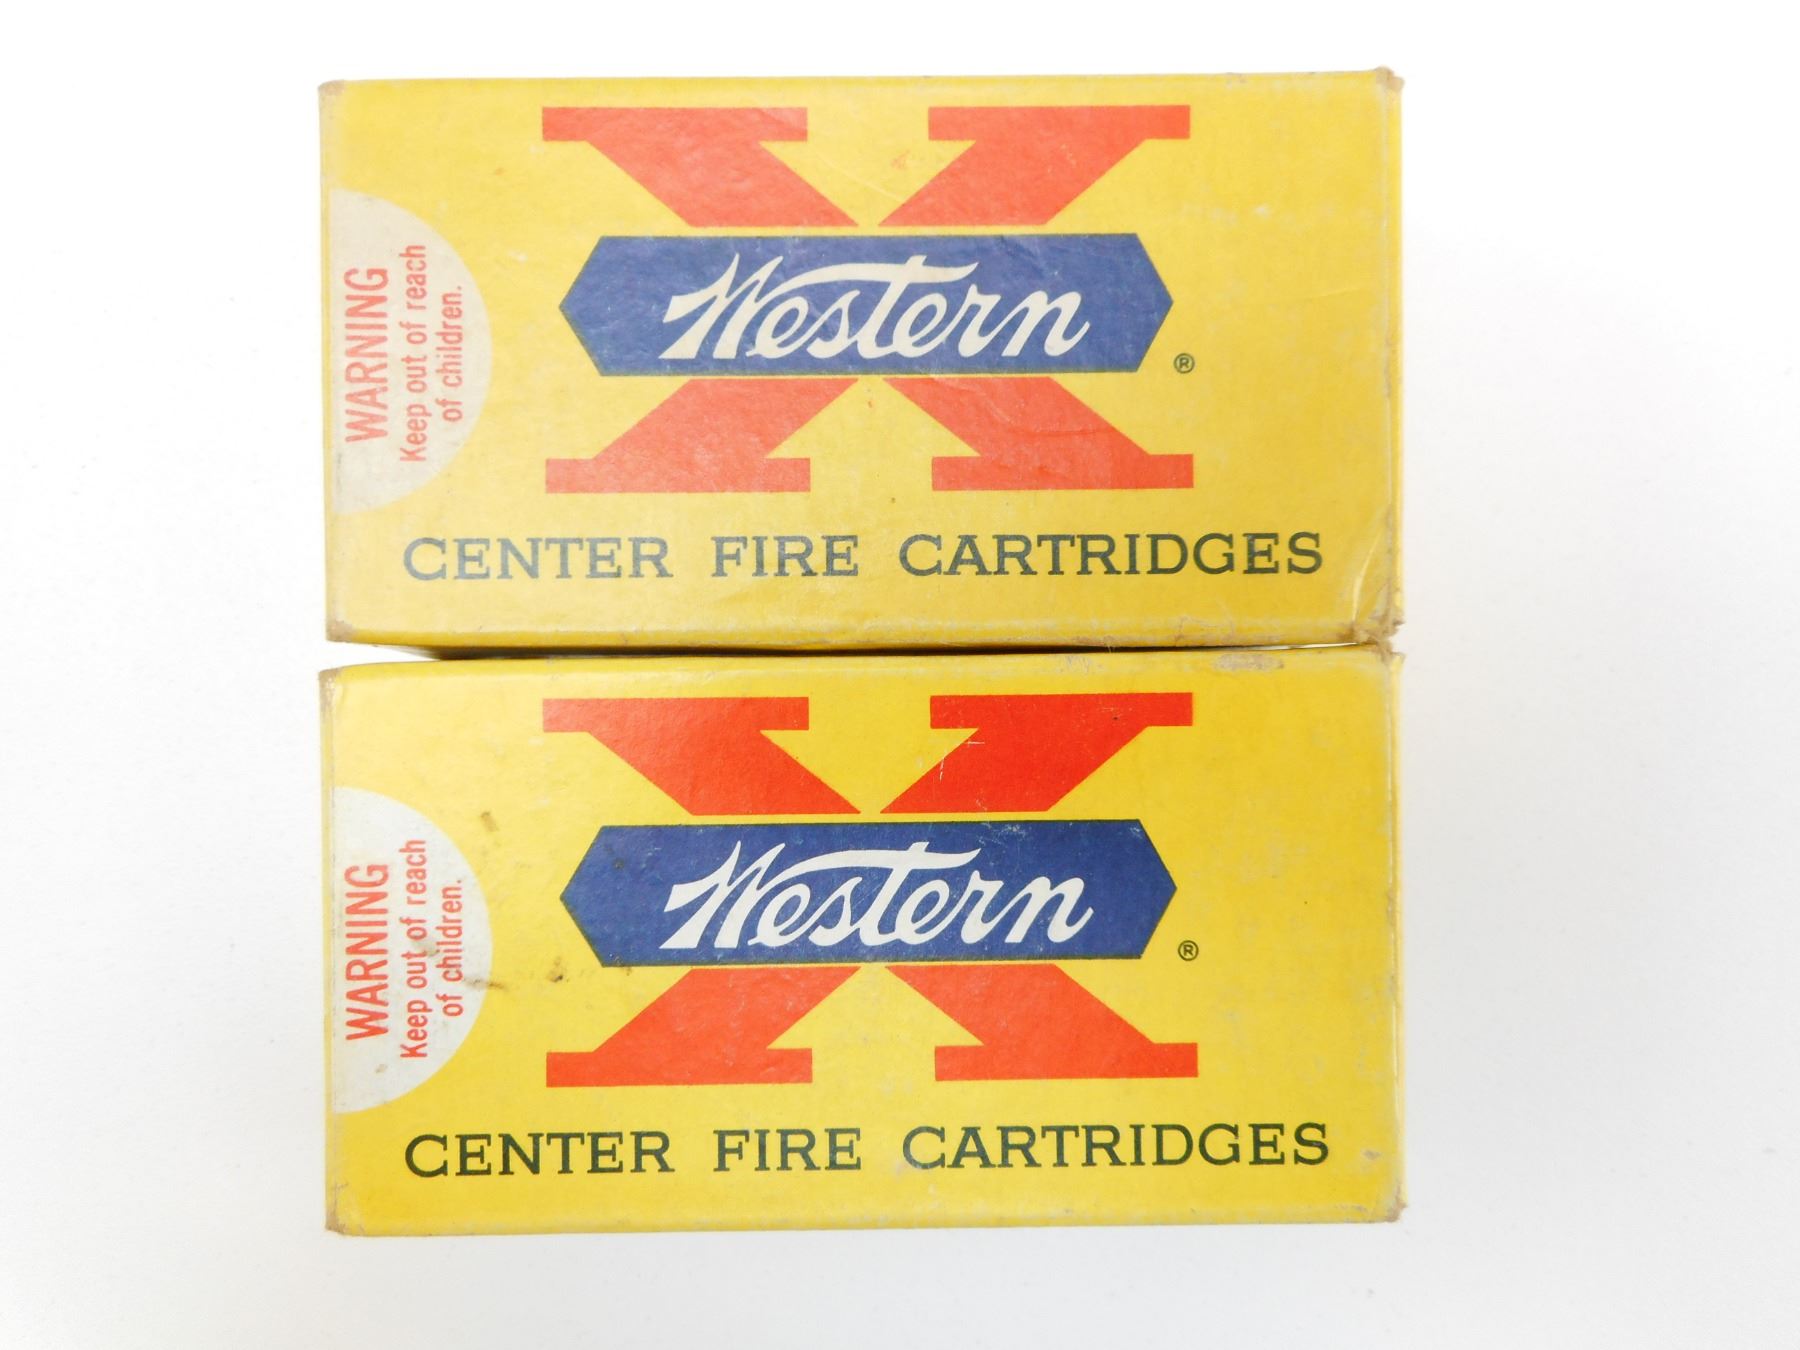 X
Western
®
WARNING
Keep out of reach
of children.
CENTER FIRE CARTRIDGES
X
Western
®
WARNING
Keep out of reach
of children.
CENTER FIRE CARTRIDGES